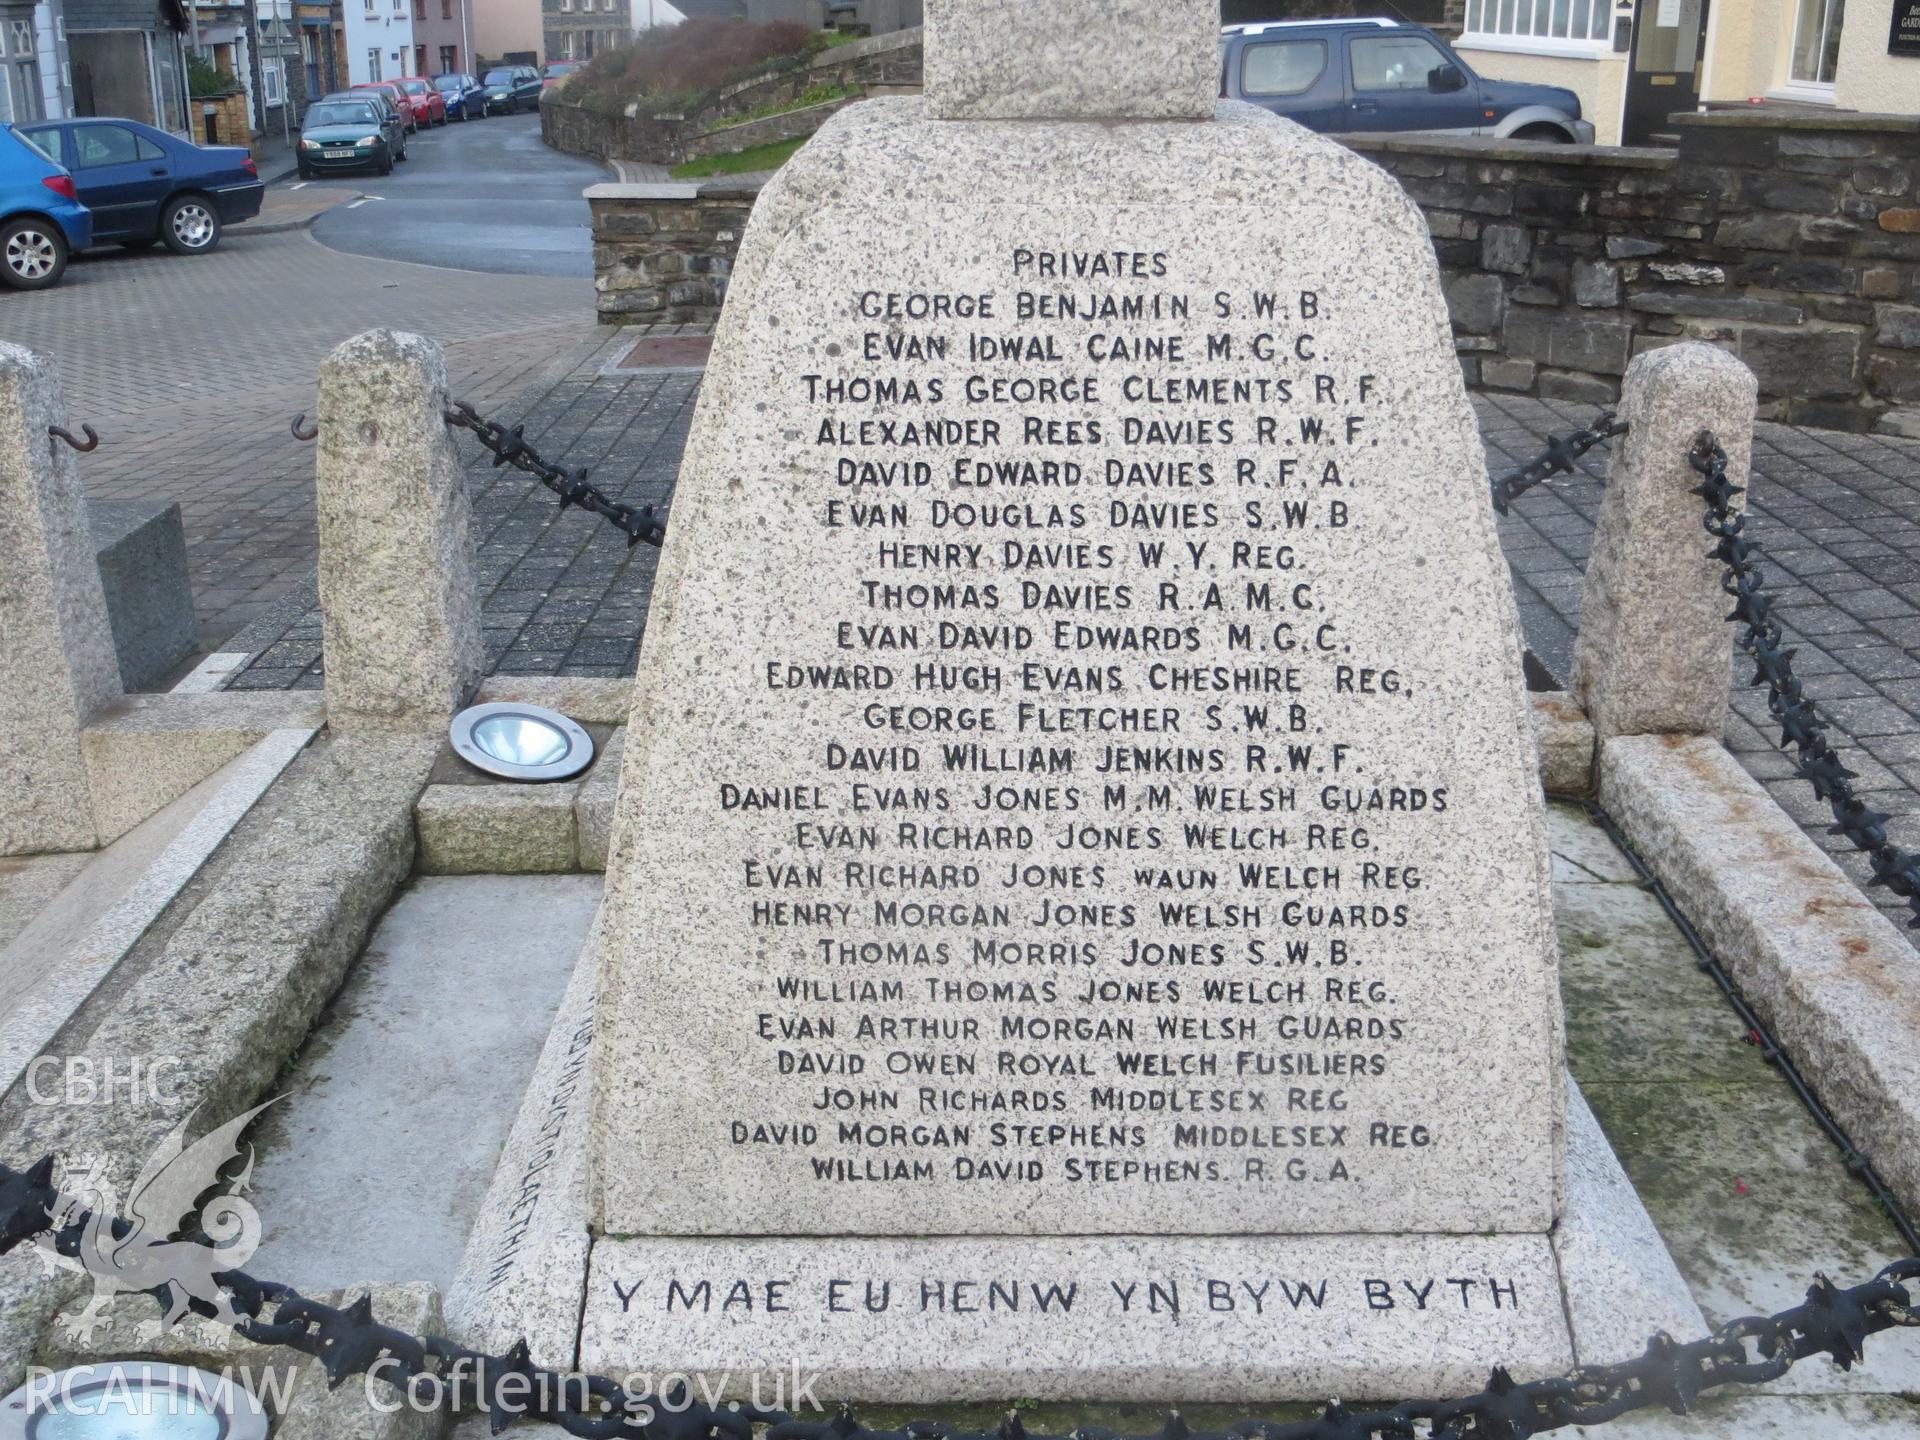 PRIVATES
GEORGE BENJAMIN S.W.B.
EVAN IDWAL CAINE M.G.C.
THOMAS GEORGE CLEMENTS R.F.
ALEXANDER REES DAVIES R.W.F.
DAVID EDWARD DAVIES R.F.A.
EVAN DOUGLAS DAVIES S.W.B.
HENRY DAVIES W.Y. REG.
THOMAS DAVIES R.A.M.C.
EVAN DAVID EDWARDS M.G.C.
EDWARD HUGH EVANS CHESHIRE REG,
GEORGE FLETCHER S.W.B.
DAVID WILLIAM JENKINS R.W.F.
DANIEL EVANS JONES M.M. WELSH GUARDS
EVAN RICHARD JONES WELCH REG.
EVAN RICHARD JONES WAUN WELCH REG.
HENRY MORGAN JONES WELSH GUARDS
THOMAS MORRIS JONES S.W.B.
WILLIAM THOMAS JONES WELCH REG.
EVAN ARTHUR MORGAN WELSH GUARDS
DAVID OWEN ROYAL WELCH FUSILIERS
JOHN RICHARDS MIDDLESEX REG
DAVID MORGAN STEPHENS MIDDLESEX REG
WILLIAM DAVID STEPHENS. R.G.A.
Y MAE EU HENW YN BYW BYTH
CBHC
RCAHMW Coflein.gov.uk